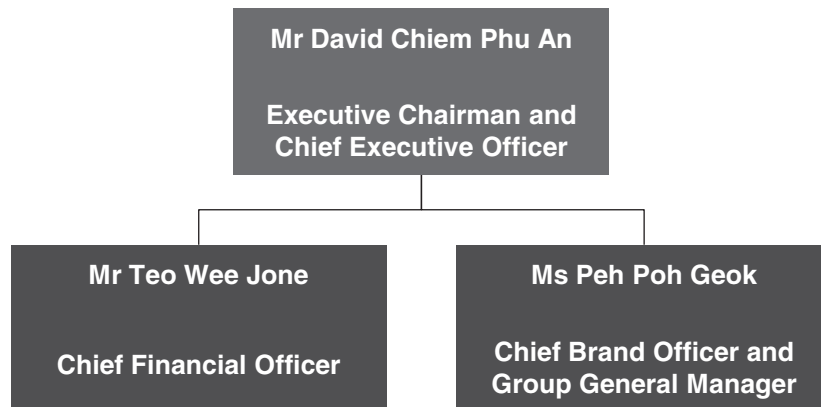 Mr David Chiem Phu An
Executive Chairman and
Chief Executive Officer
Mr Teo Wee Jone
Chief Financial Officer
Ms Peh Poh Geok
Chief Brand Officer and
Group General Manager